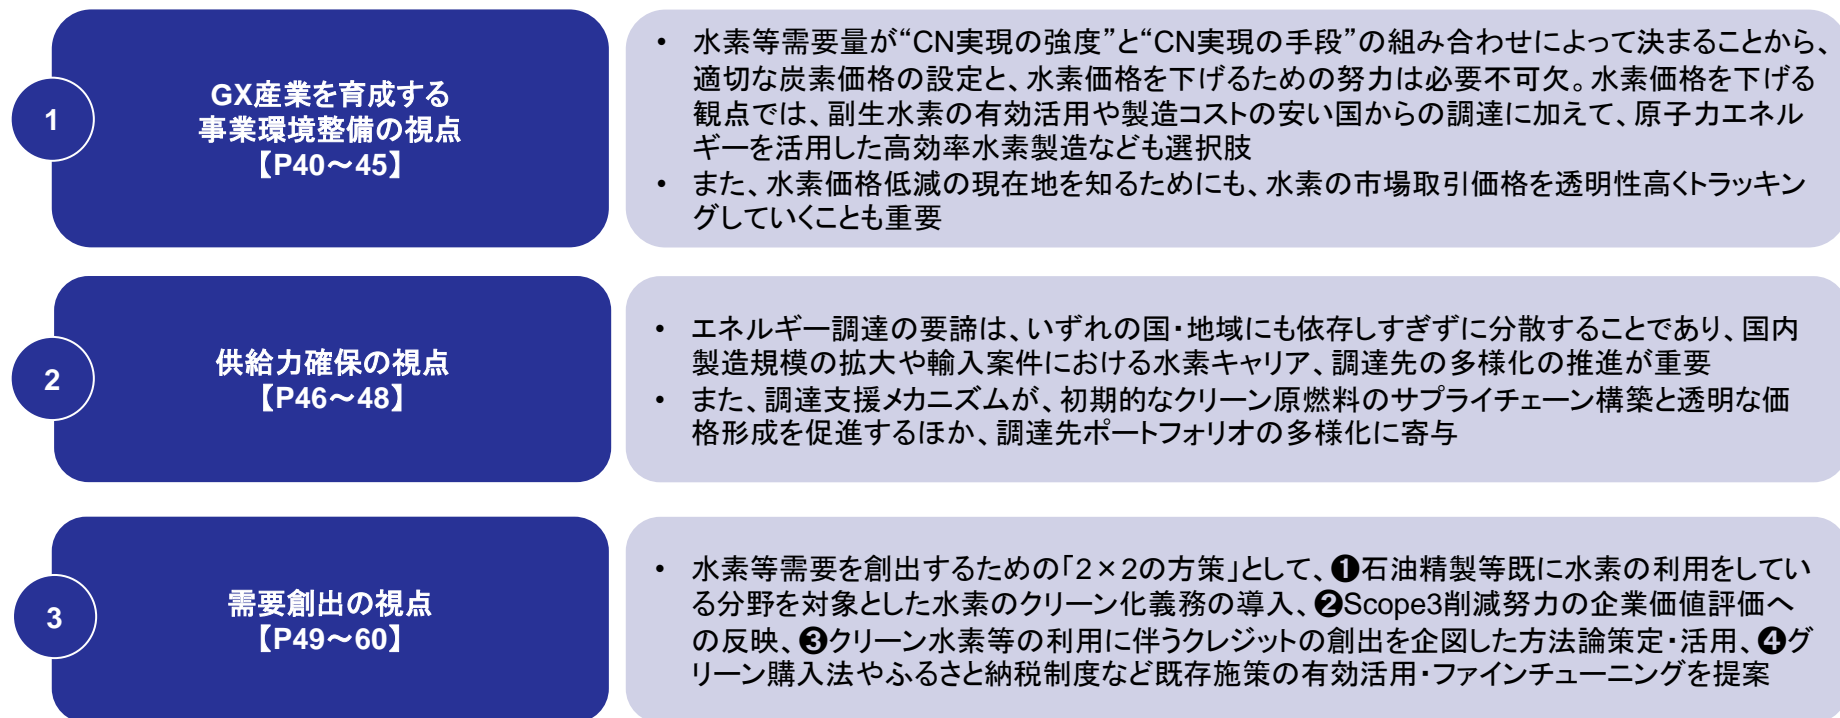 1
GX産業を育成する
事業環境整備の視点
【P40～45】
• 水素等需要量が“CN実現の強度”と“CN実現の手段”の組み合わせによって決まることから、
適切な炭素価格の設定と、水素価格を下げるための努力は必要不可欠。水素価格を下げる
観点では、副生水素の有効活用や製造コストの安い国からの調達に加えて、原子力エネル
ギーを活用した高効率水素製造なども選択肢
• また、水素価格低減の現在地を知るためにも、水素の市場取引価格を透明性高くトラッキン
グしていくことも重要
2
供給力確保の視点
【P46～48】
• エネルギー調達の要諦は、いずれの国・地域にも依存しすぎずに分散することであり、国内
製造規模の拡大や輸入案件における水素キャリア、調達先の多様化の推進が重要
• また、調達支援メカニズムが、初期的なクリーン原燃料のサプライチェーン構築と透明な価
格形成を促進するほか、調達先ポートフォリオの多様化に寄与
3
需要創出の視点
【P49～60】
• 水素等需要を創出するための「2×2の方策」として、❶石油精製等既に水素の利用をしてい
る分野を対象とした水素のクリーン化義務の導入、❷Scope3削減努力の企業価値評価へ
の反映、❸クリーン水素等の利用に伴うクレジットの創出を企図した方法論策定・活用、❹グ
リーン購入法やふるさと納税制度など既存施策の有効活用・ファインチューニングを提案